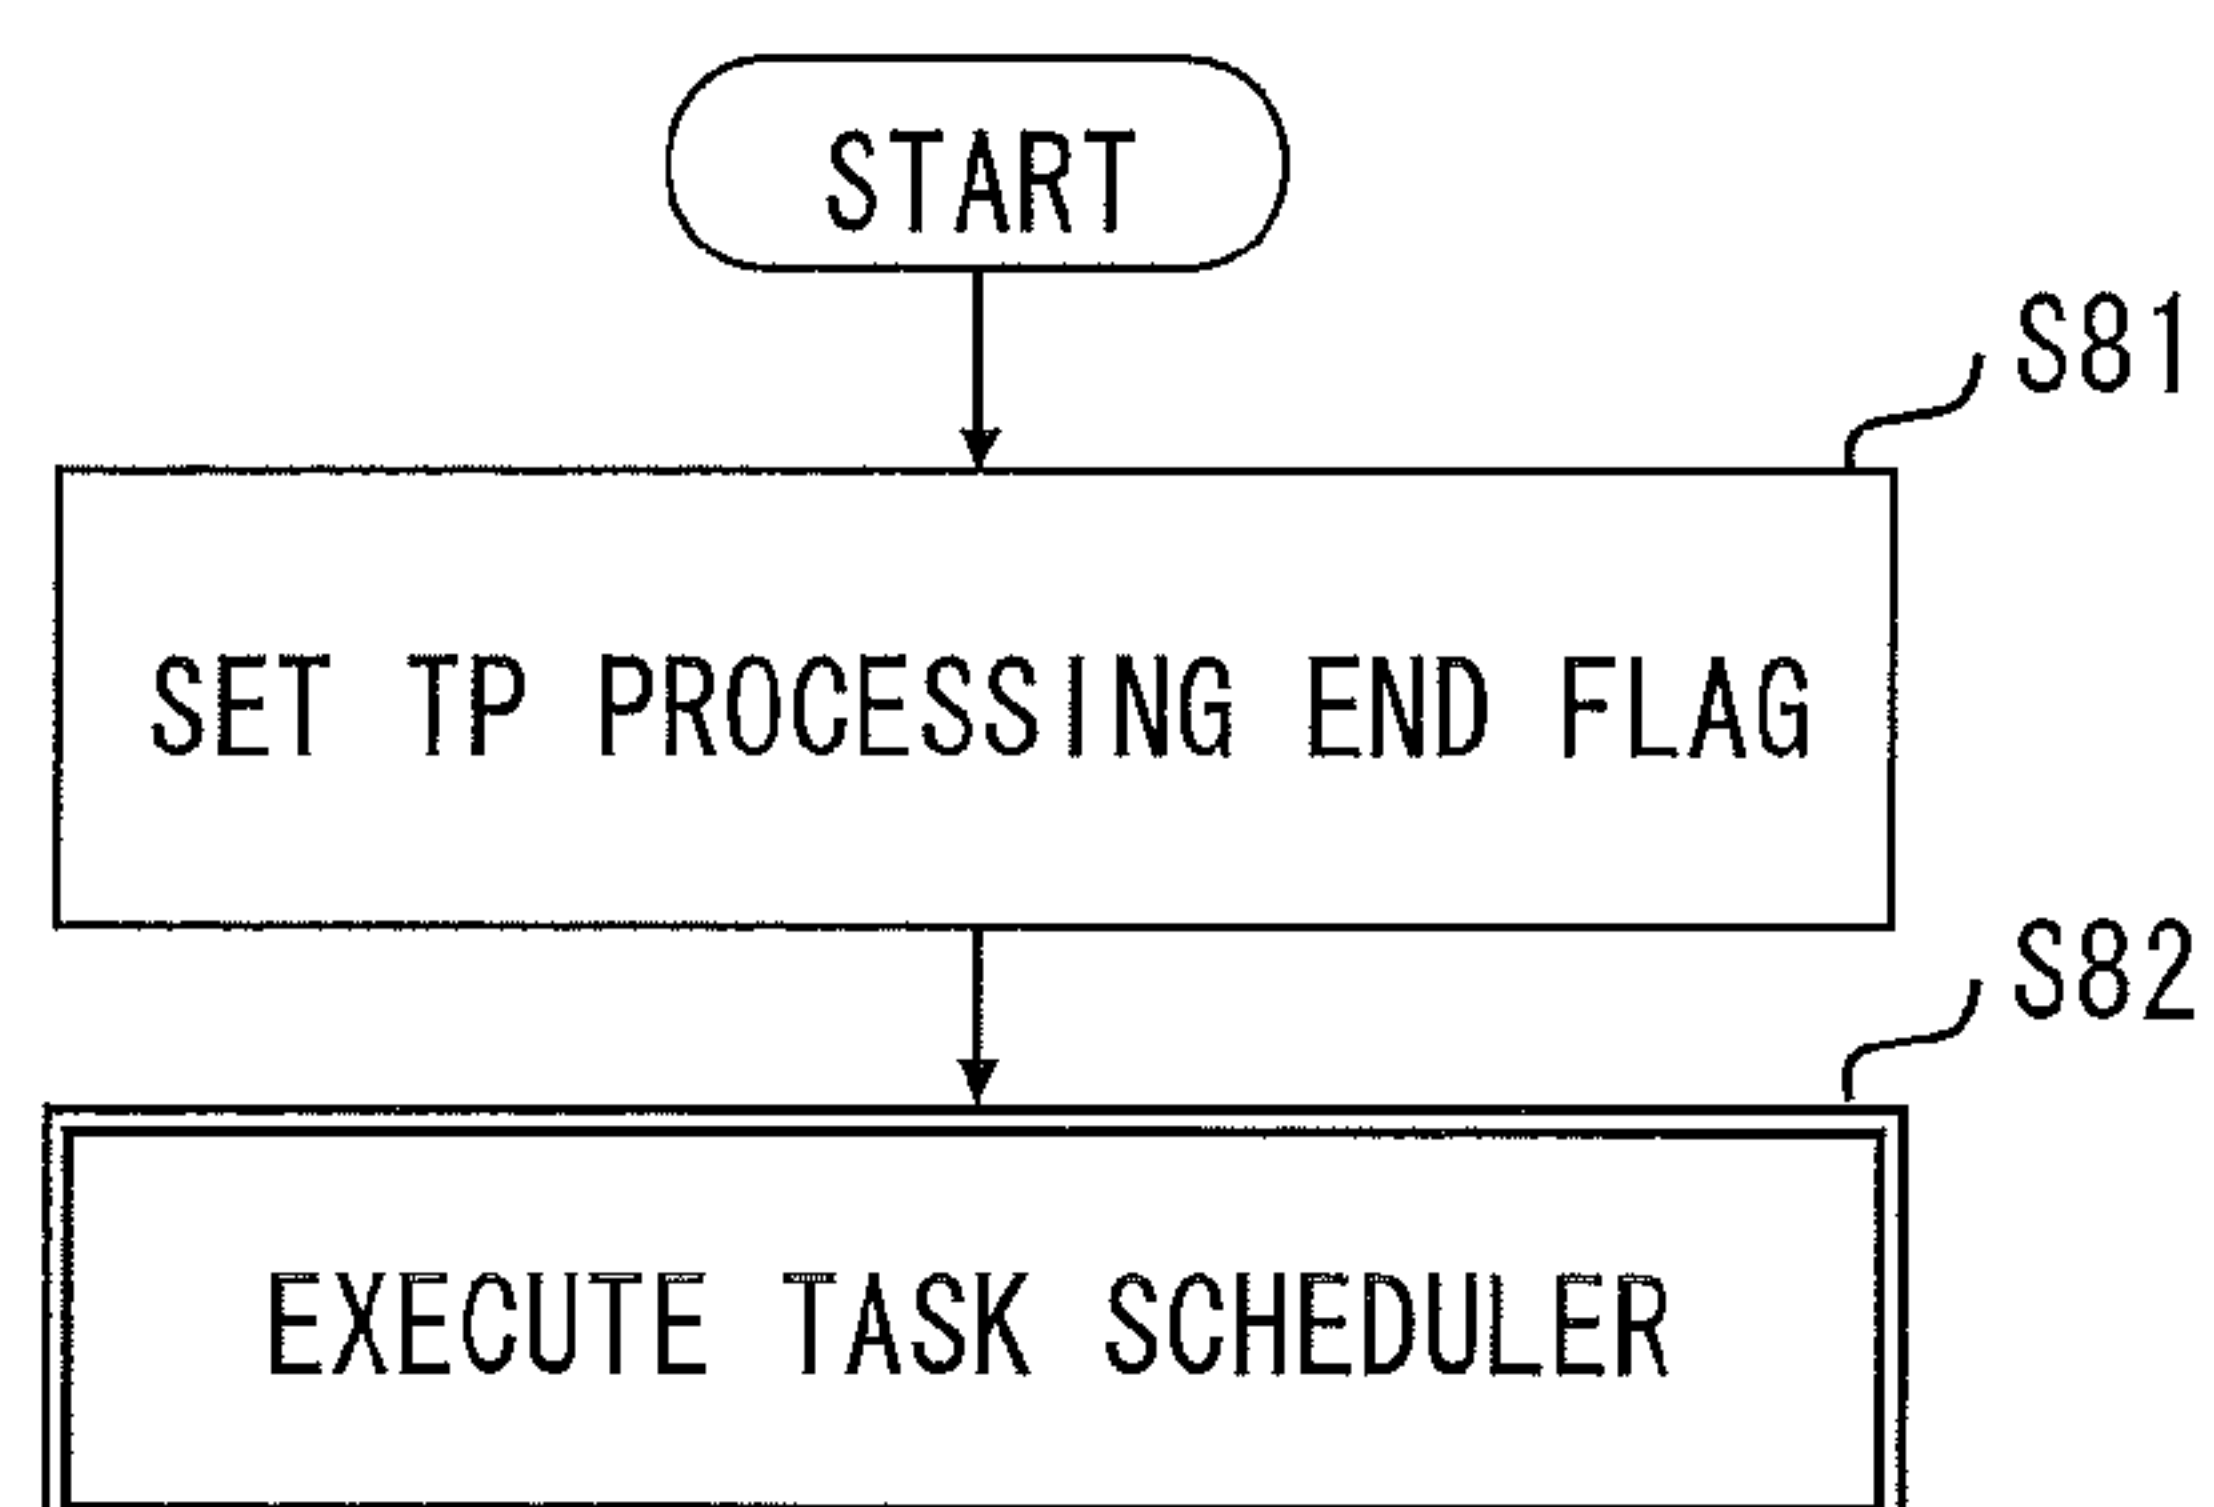 START
S81
SET TP PROCESSING END FLAG
S82
EXECUTE TASK SCHEDULER